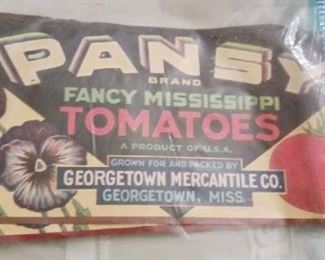 PANSY
BRAND
FANCY MISSISSIPPI
TOMATOES
A PRODUCT OF U.S.A.
GROWN FOR AND PACKED BY
GEORGETOWN MERCANTILE CO.
GEORGETOWN, MISS.